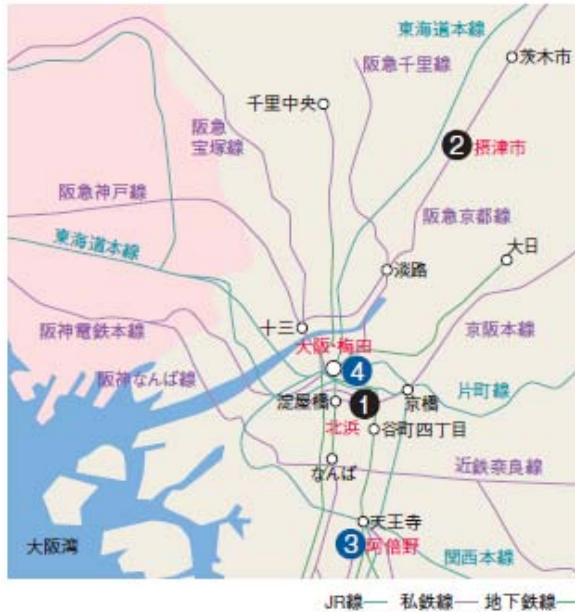 東海道本線
茨木市
阪急千里線
千里中央
阪急
宝塚線
❷摂津市
阪急神戸線
阪急京都線
東海道本線
大日
淡路
十三
京阪本線
阪神電鉄本線
大阪・梅田
❹
阪神なんば線
片町線
淀屋橋
❶
京橋
北浜
谷町四丁目
なんば
近鉄奈良線
天王寺
❸阿倍野
大阪湾
関西本線
JR線 私鉄線 地下鉄線